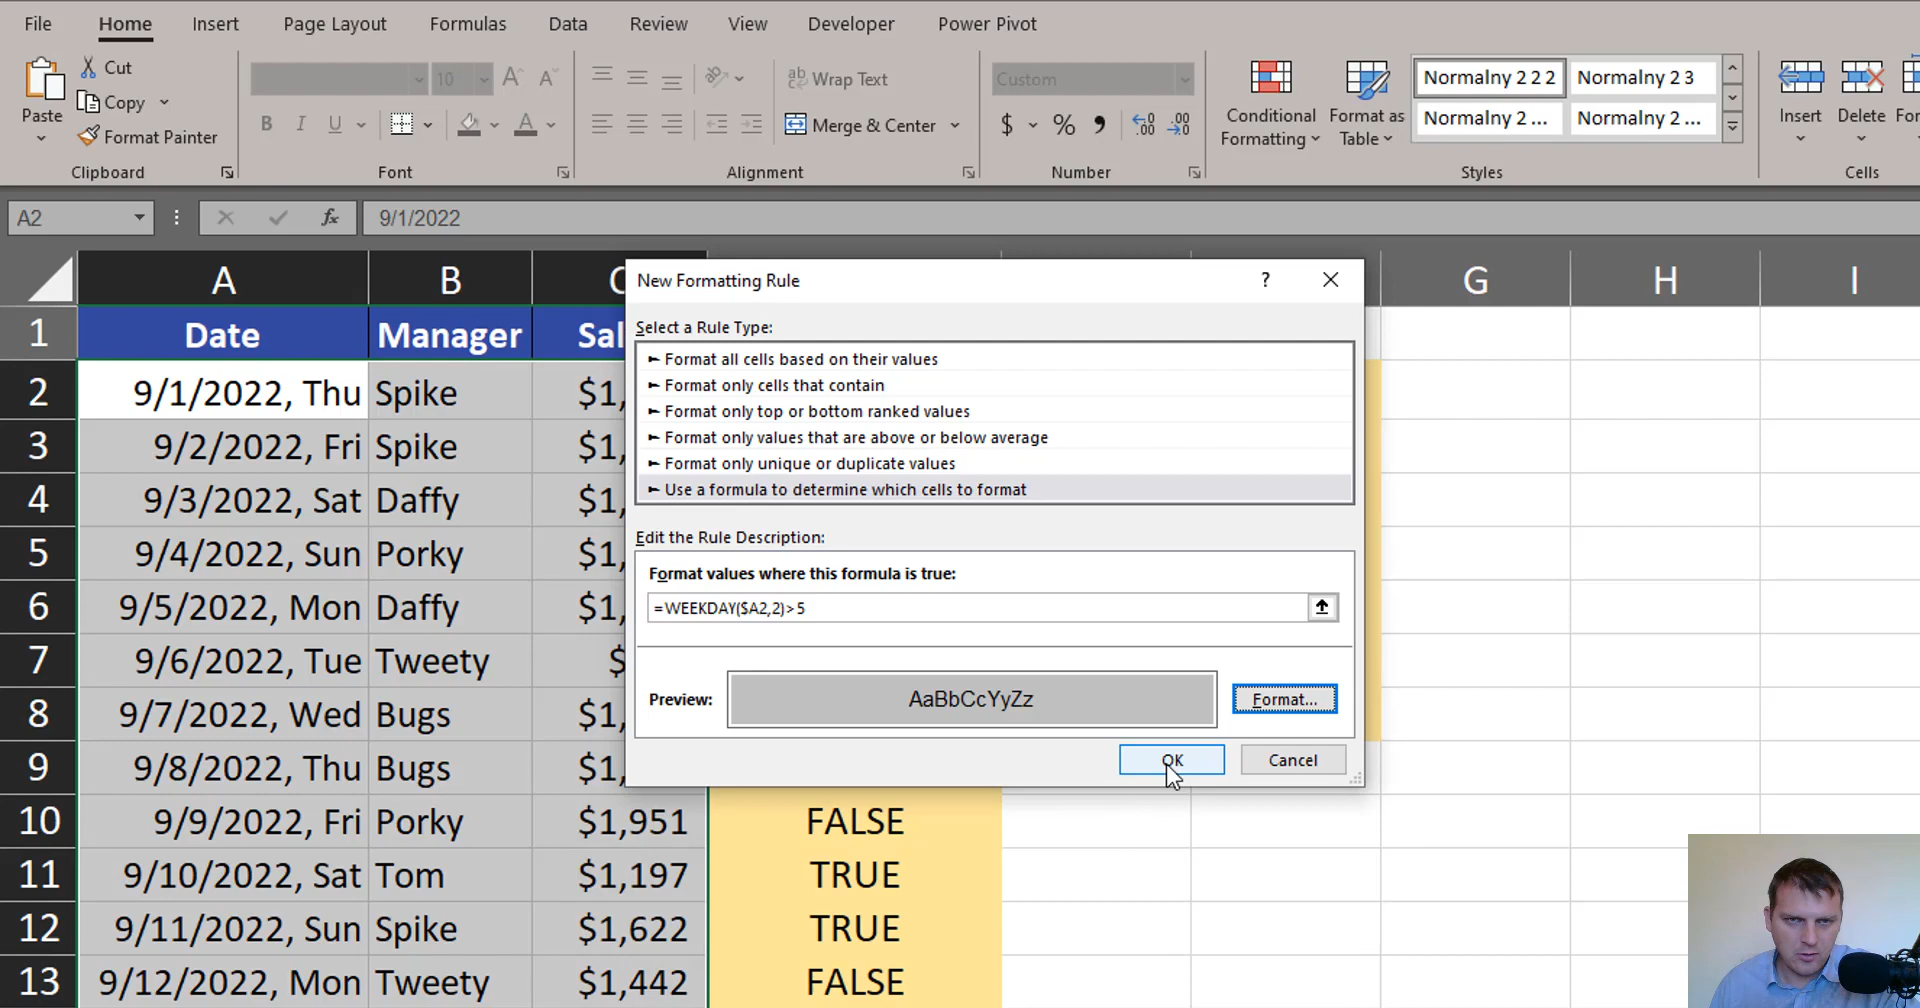 File Home Insert Page Layout Formulas Data Review View Developer Power Pivot
Paste
Cut
Copy
Format Painter
Clipboard
10
B I U
Font
Wrap Text
Merge & Center
Alignment
Custom
$ % ,
Number
Conditional Formatting
Format as Table
Normalny 2 2 2 Normalny 2 3
Normalny 2 ... Normalny 2 ...
Styles
Insert Delete
Cells
A2 fx 9/1/2022
A B G H I
1 Date Manager
2 9/1/2022, Thu Spike
3 9/2/2022, Fri Spike
4 9/3/2022, Sat Daffy
5 9/4/2022, Sun Porky
6 9/5/2022, Mon Daffy
7 9/6/2022, Tue Tweety
8 9/7/2022, Wed Bugs
9 9/8/2022, Thu Bugs
10 9/9/2022, Fri Porky $1,951 FALSE
11 9/10/2022, Sat Tom $1,197 TRUE
12 9/11/2022, Sun Spike $1,622 TRUE
13 9/12/2022, Mon Tweety $1,442 FALSE
New Formatting Rule ?
Select a Rule Type:
► Format all cells based on their values
► Format only cells that contain
► Format only top or bottom ranked values
► Format only values that are above or below average
► Format only unique or duplicate values
► Use a formula to determine which cells to format
Edit the Rule Description:
Format values where this formula is true:
=WEEKDAY($A2,2)>5
Preview: AaBbCcYyZz Format...
OK Cancel